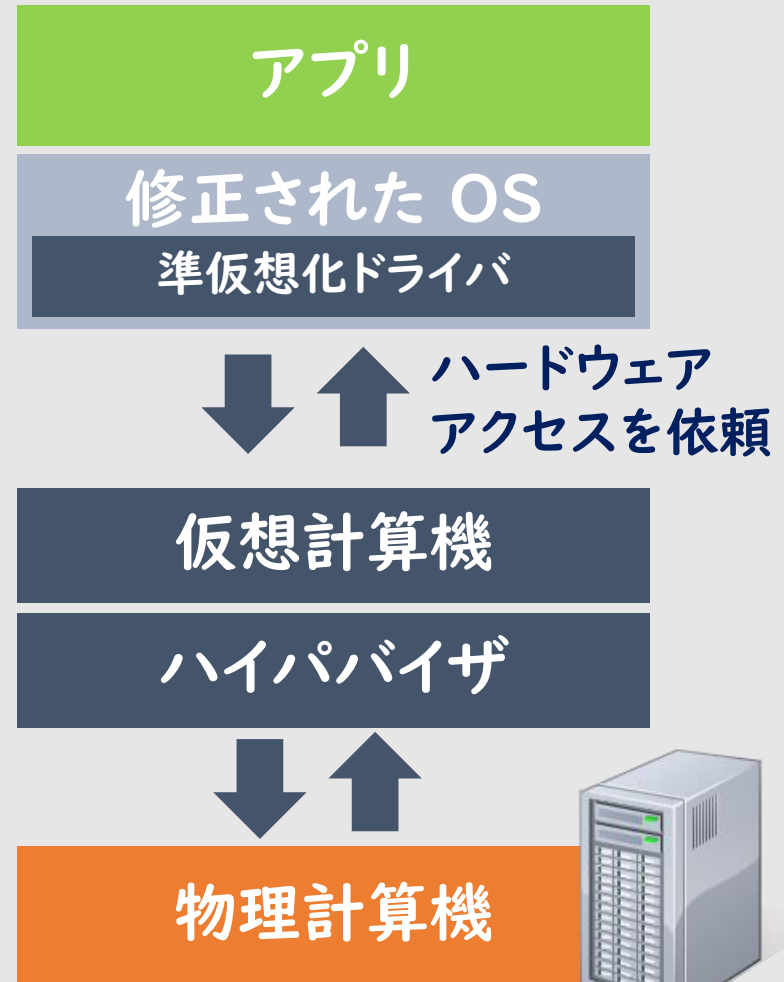 アプリ
修正された OS
準仮想化ドライバ
ハードウェア
アクセスを依頼
仮想計算機
ハイパバイザ
物理計算機